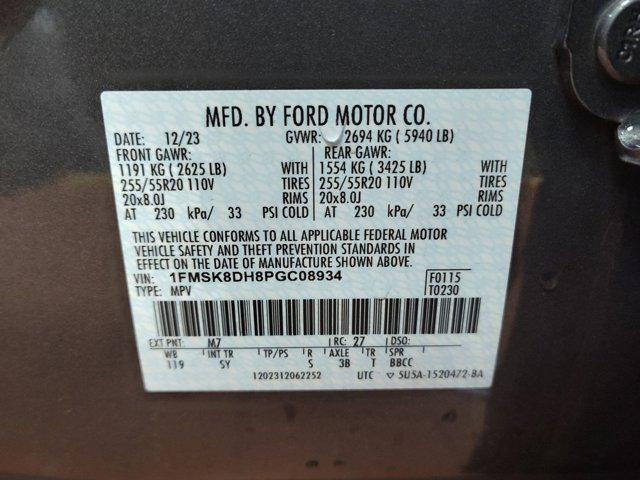 MFD. BY FORD MOTOR CO.
DATE: 12/23 GVWR: 2694 KG ( 5940 LB)
FRONT GAWR: REAR GAWR:
1191 KG ( 2625 LB) WITH 1554 KG ( 3425 LB) WITH
255/55R20 110V TIRES 255/55R20 110V TIRES
20x8.0J RIMS 20x8.0J RIMS
AT 230 kPa/ 33 PSI COLD AT 230 kPa/ 33 PSI COLD
THIS VEHICLE CONFORMS TO ALL APPLICABLE FEDERAL MOTOR
VEHICLE SAFETY AND THEFT PREVENTION STANDARDS IN
EFFECT ON THE DATE OF MANUFACTURE SHOWN ABOVE.
VIN: 1FMSK8DH8PGC08934 F0115
TYPE: MPV T0230
EXT PNT: M7 RC: 27 DSO:
WB INT TR TP/PS R AXLE TR SPR
119 SY S 3B T BBCC
1202312062252 UTC 5U5A-1520472-BA